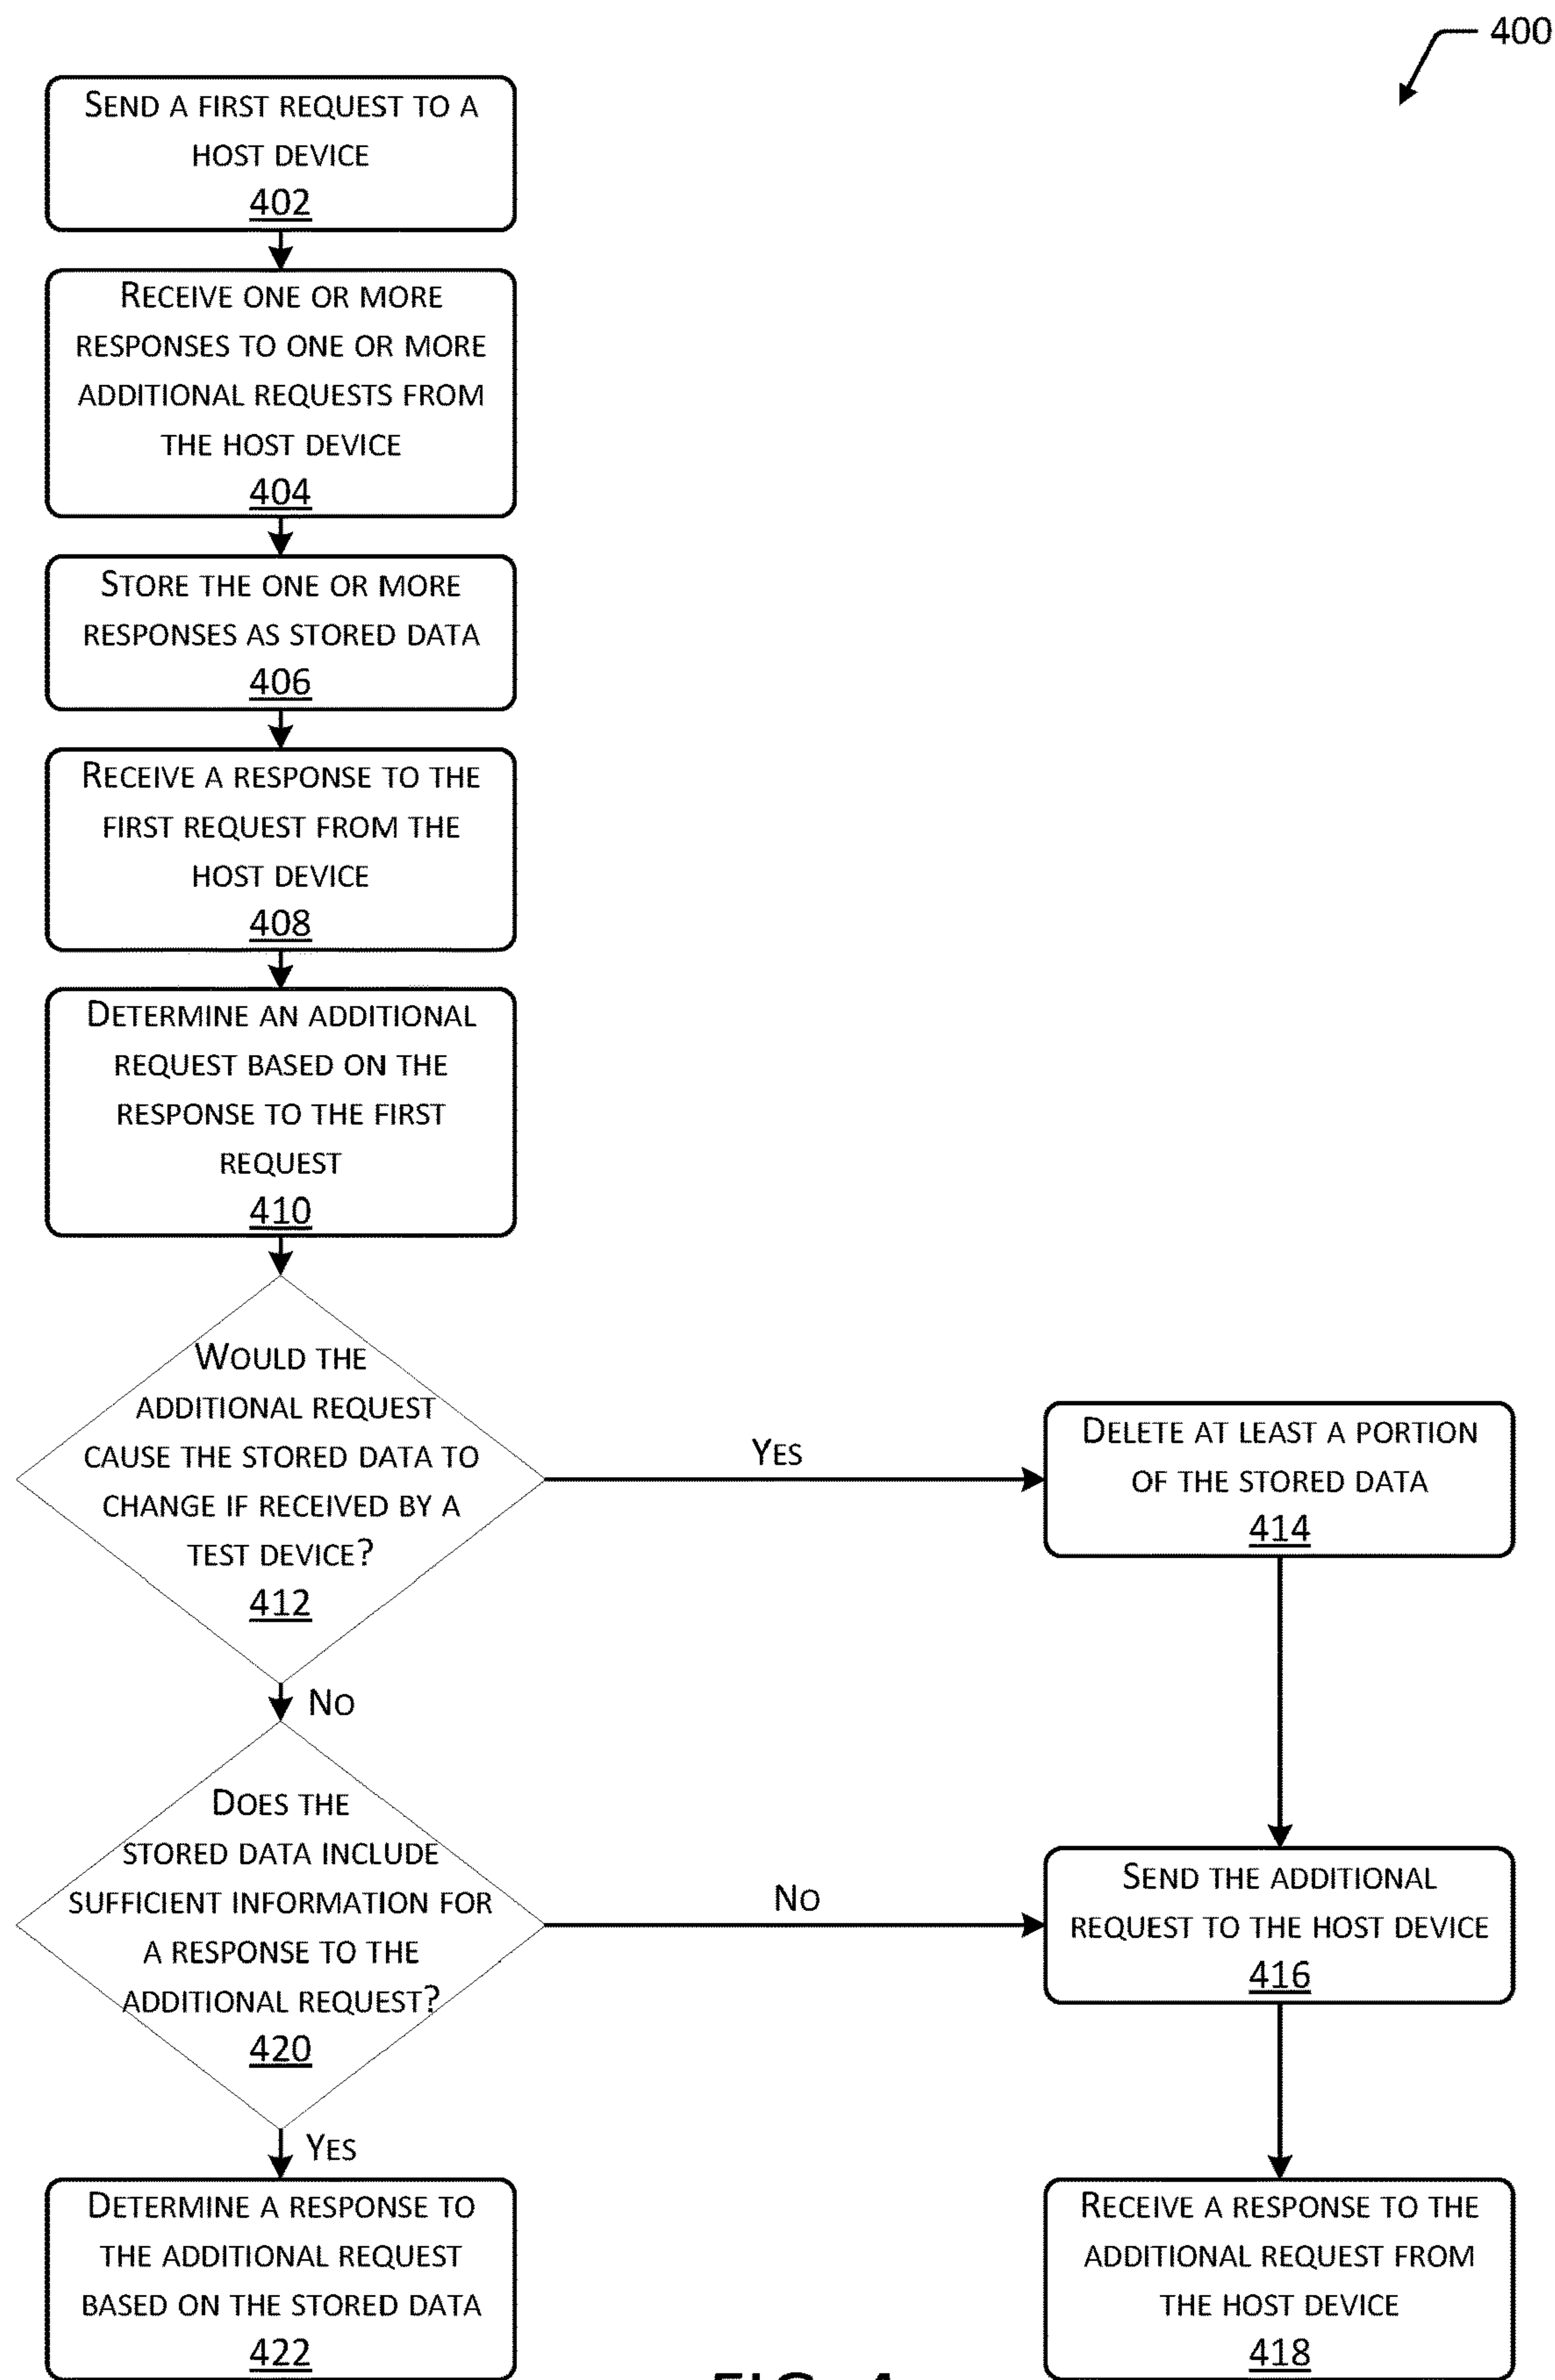 400
SEND A FIRST REQUEST TO A
HOST DEVICE
402
RECEIVE ONE OR MORE
RESPONSES TO ONE OR MORE
ADDITIONAL REQUESTS FROM
THE HOST DEVICE
404
STORE THE ONE OR MORE
RESPONSES AS STORED DATA
406
RECEIVE A RESPONSE TO THE
FIRST REQUEST FROM THE
HOST DEVICE
408
DETERMINE AN ADDITIONAL
REQUEST BASED ON THE
RESPONSE TO THE FIRST
REQUEST
410
WOULD THE
ADDITIONAL REQUEST
CAUSE THE STORED DATA TO
CHANGE IF RECEIVED BY A
TEST DEVICE?
412
YES
DELETE AT LEAST A PORTION
OF THE STORED DATA
414
NO
DOES THE
STORED DATA INCLUDE
SUFFICIENT INFORMATION FOR
A RESPONSE TO THE
ADDITIONAL REQUEST?
420
NO
SEND THE ADDITIONAL
REQUEST TO THE HOST DEVICE
416
YES
DETERMINE A RESPONSE TO
THE ADDITIONAL REQUEST
BASED ON THE STORED DATA
422
RECEIVE A RESPONSE TO THE
ADDITIONAL REQUEST FROM
THE HOST DEVICE
418